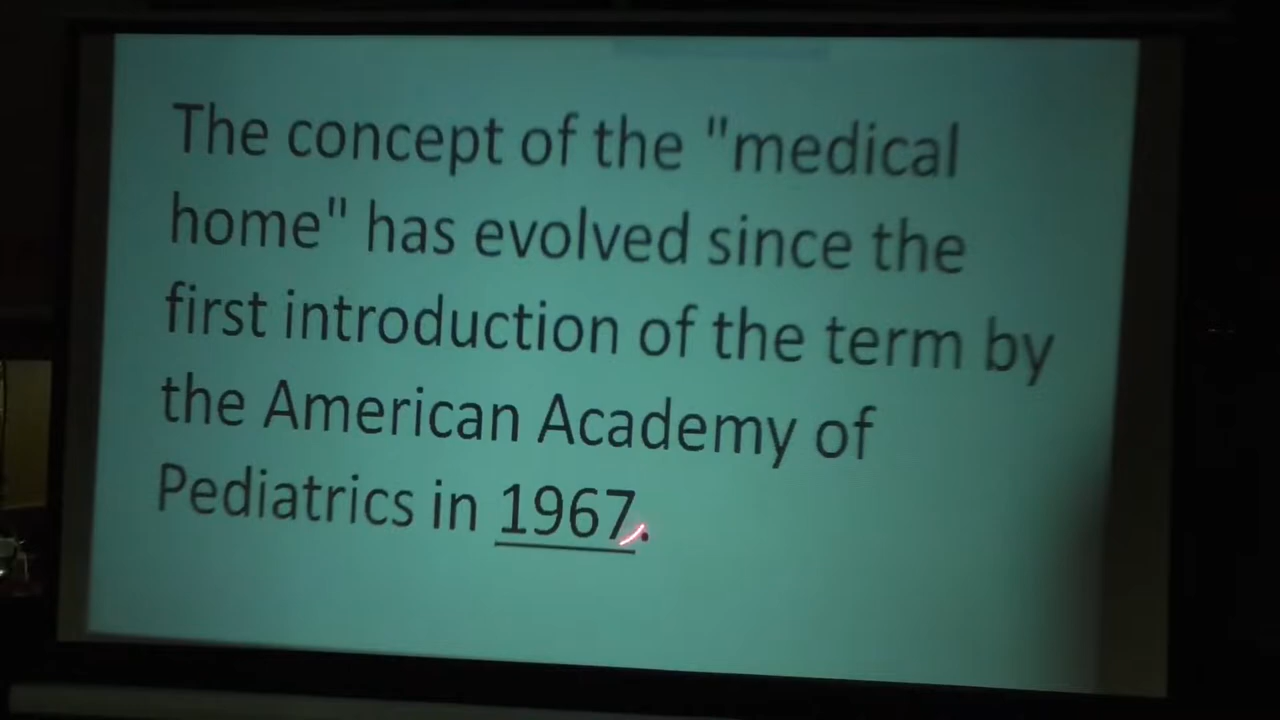 The concept of the "medical
home" has evolved since the
first introduction of the term by
the American Academy of
Pediatrics in 1967.